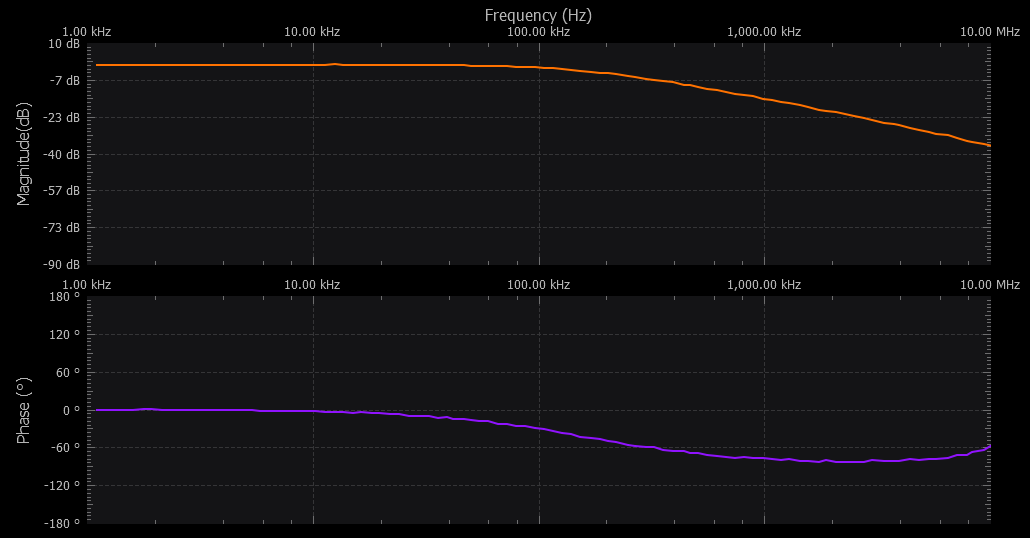 Frequency (Hz)
1.00 kHz 10.00 kHz 100.00 kHz 1,000.00 kHz 10.00 MHz
10 dB
-7 dB
-23 dB
-40 dB
-57 dB
-73 dB
-90 dB
Magnitude(dB)
1.00 kHz 10.00 kHz 100.00 kHz 1,000.00 kHz 10.00 MHz
180 º
120 º
60 º
0 º
-60 º
-120 º
-180 º
Phase (°)